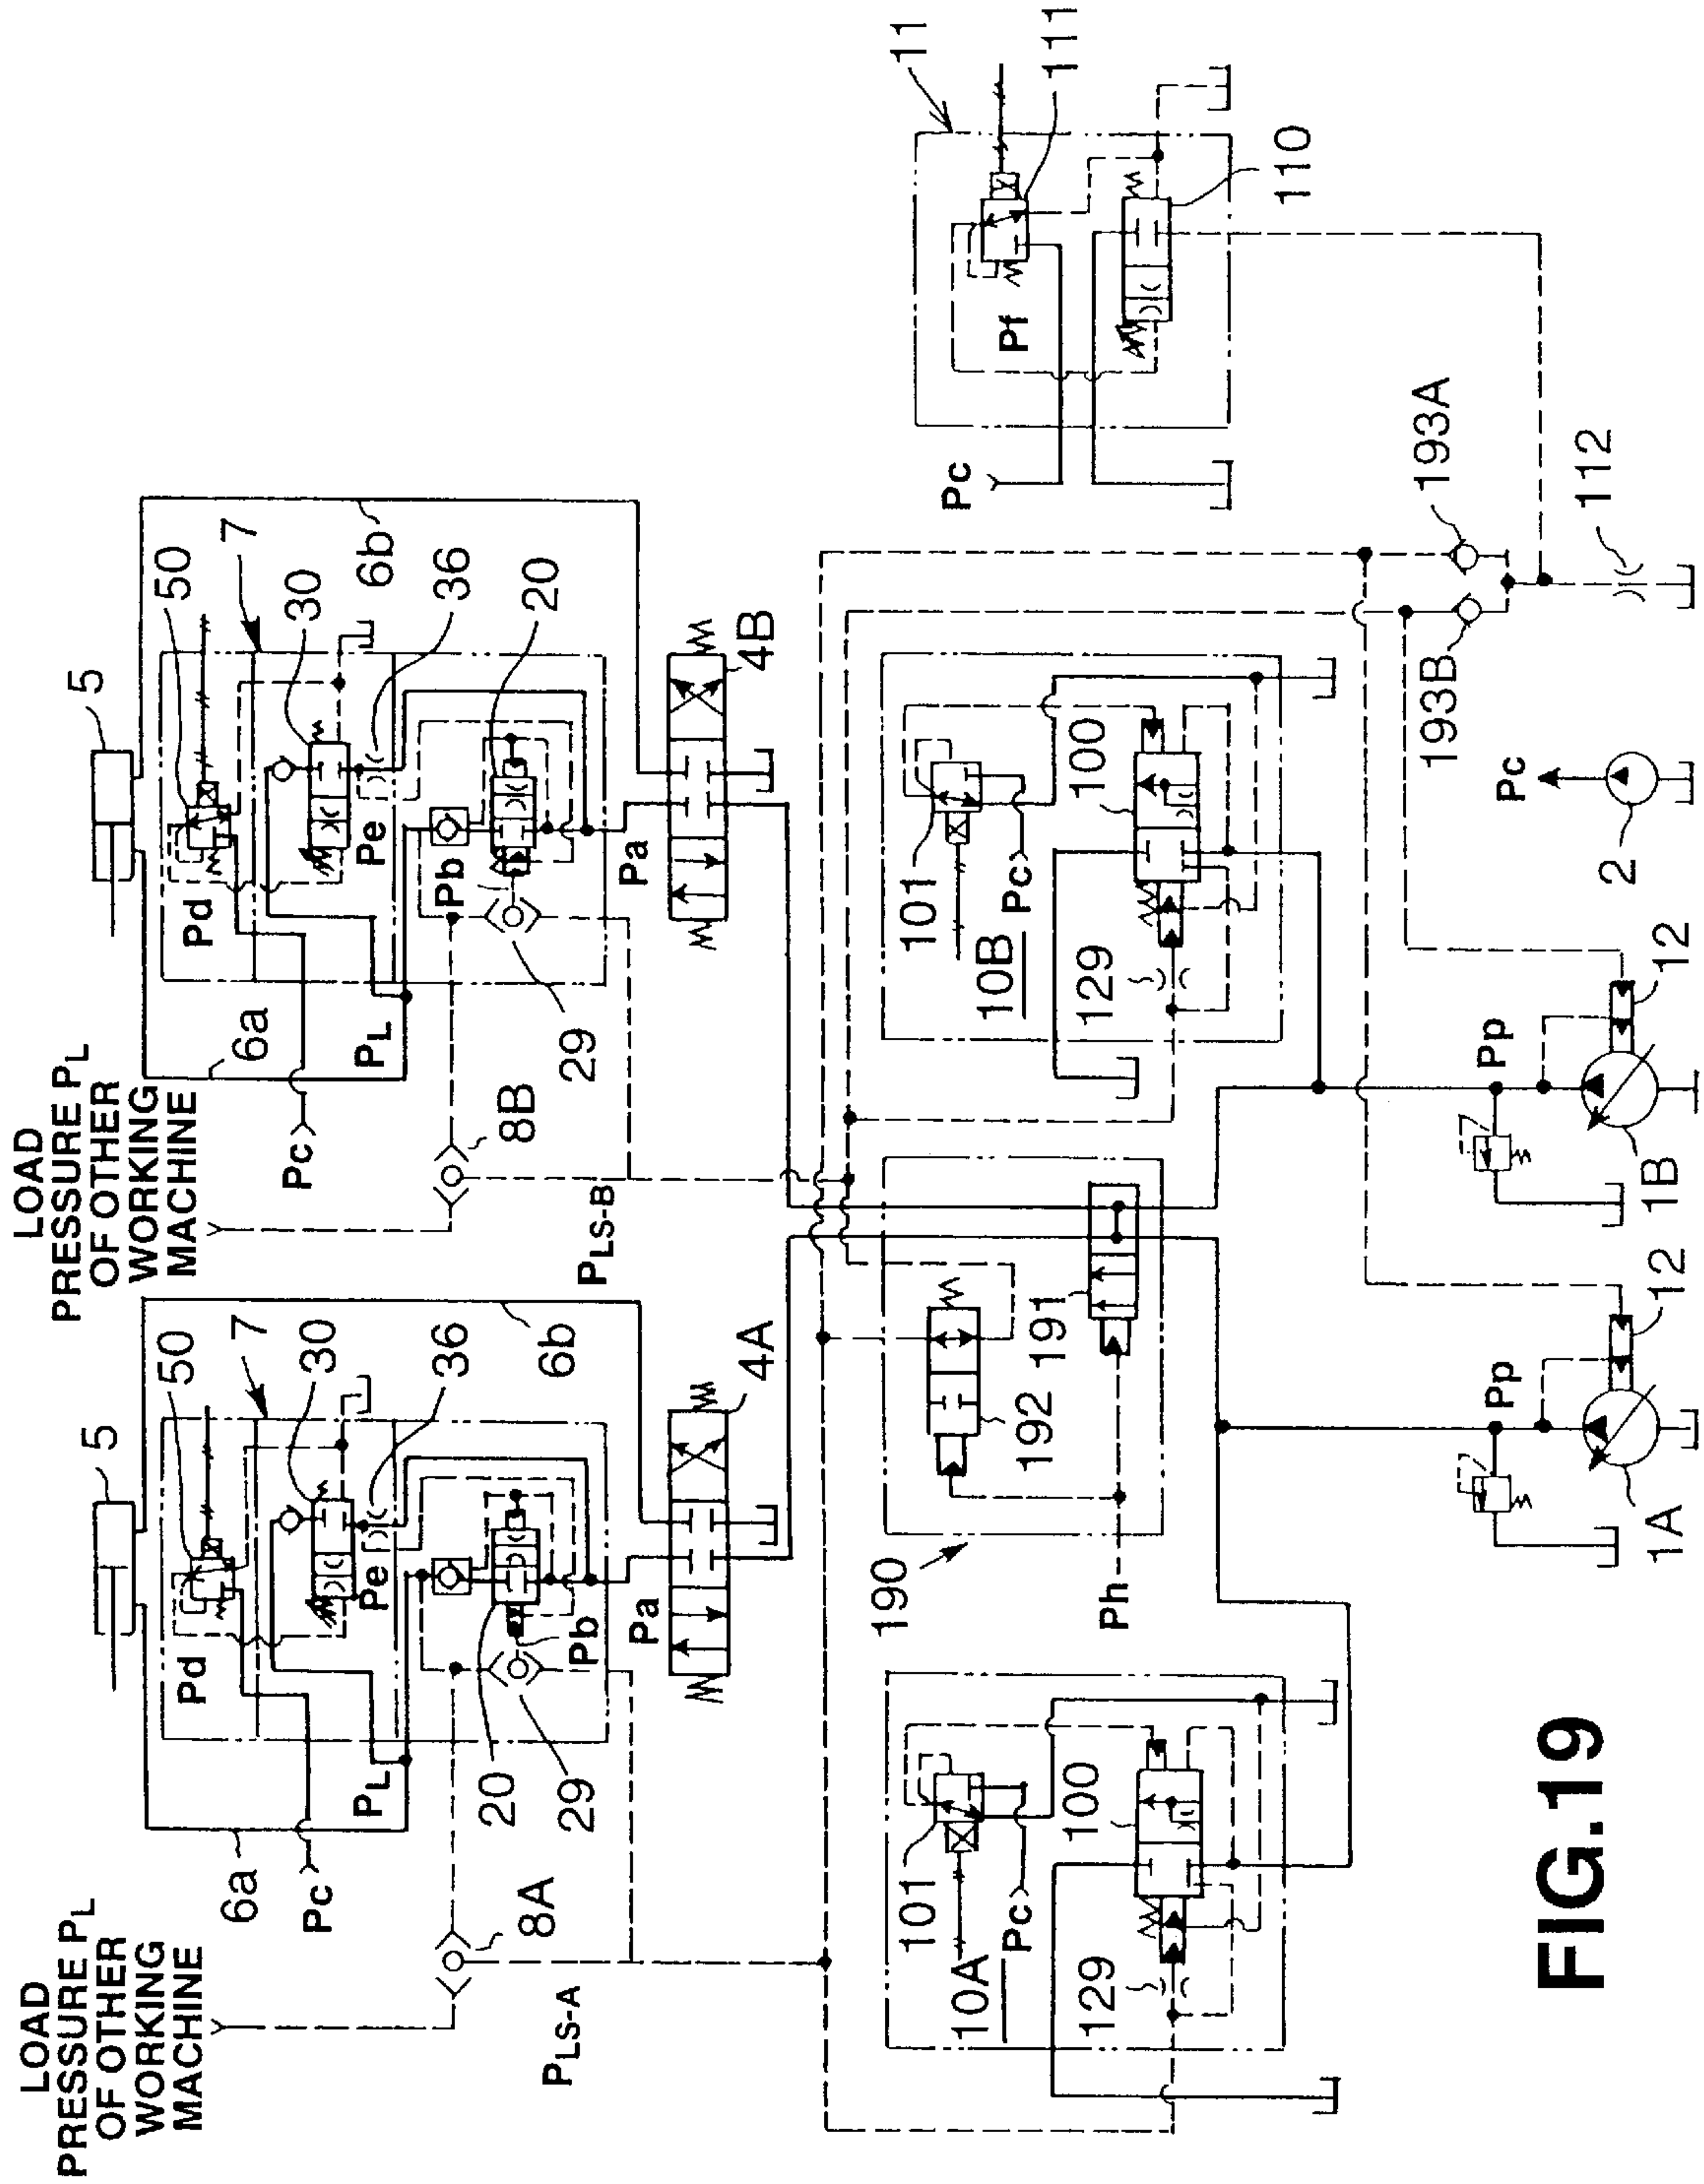 LOAD
PRESSURE PL
OF OTHER
WORKING
MACHINE
5
50
7
30
36
6b
Pd
Pe
PL
6a
Pc
20
29
Pb
Pa
8A
PLS-A
4A
LOAD
PRESSURE PL
OF OTHER
WORKING
MACHINE
5
50
7
30
36
6b
20
Pd
Pe
PL
6a
Pc
Pb
29
Pa
8B
PLS-B
4B
11
111
Pf
110
Pc
101
10A
Pc
100
129
190
192
191
Ph
101
10B
Pc
100
129
193A
193B
112
Pp
12
1A
Pp
12
1B
Pc
2
FIG.19